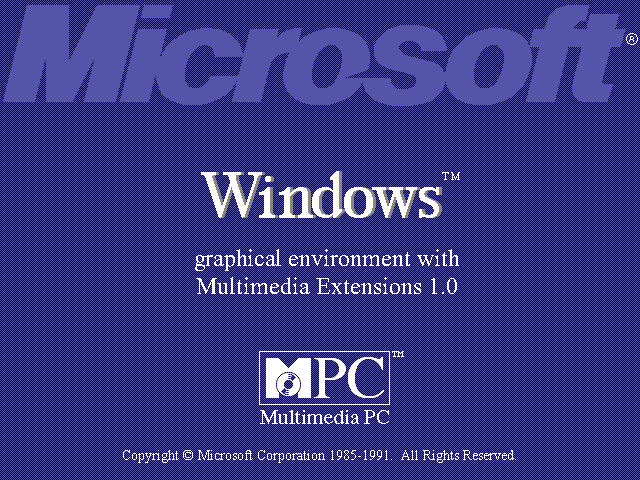 Microsoft®
Windows™
graphical environment with
Multimedia Extensions 1.0
MPC™
Multimedia PC
Copyright © Microsoft Corporation 1985-1991. All Rights Reserved.